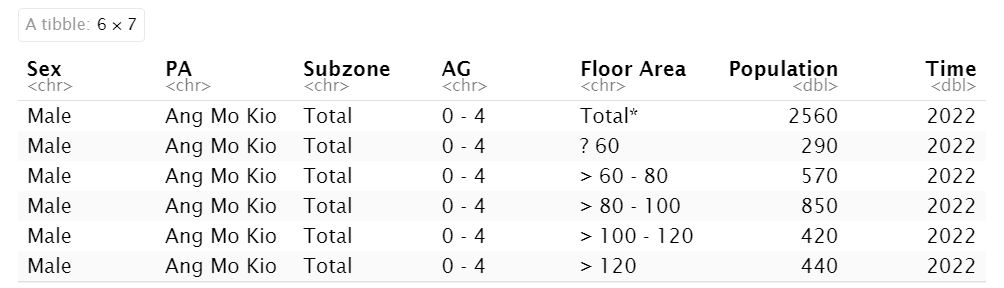 A tibble: 6 × 7
Sex PA Subzone AG Floor Area Population Time
<chr> <chr> <chr> <chr> <chr> <dbl> <dbl>
Male Ang Mo Kio Total 0 - 4 Total* 2560 2022
Male Ang Mo Kio Total 0 - 4 ? 60 290 2022
Male Ang Mo Kio Total 0 - 4 > 60 - 80 570 2022
Male Ang Mo Kio Total 0 - 4 > 80 - 100 850 2022
Male Ang Mo Kio Total 0 - 4 > 100 - 120 420 2022
Male Ang Mo Kio Total 0 - 4 > 120 440 2022